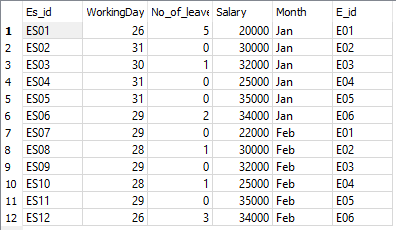 Es_id WorkingDay No_of_leave Salary Month E_id
1 ES01 26 5 20000 Jan E01
2 ES02 31 0 30000 Jan E02
3 ES03 30 1 32000 Jan E03
4 ES04 31 0 25000 Jan E04
5 ES05 31 0 35000 Jan E05
6 ES06 29 2 34000 Jan E06
7 ES07 29 0 22000 Feb E01
8 ES08 28 1 30000 Feb E02
9 ES09 29 0 32000 Feb E03
10 ES10 28 1 25000 Feb E04
11 ES11 29 0 35000 Feb E05
12 ES12 26 3 34000 Feb E06